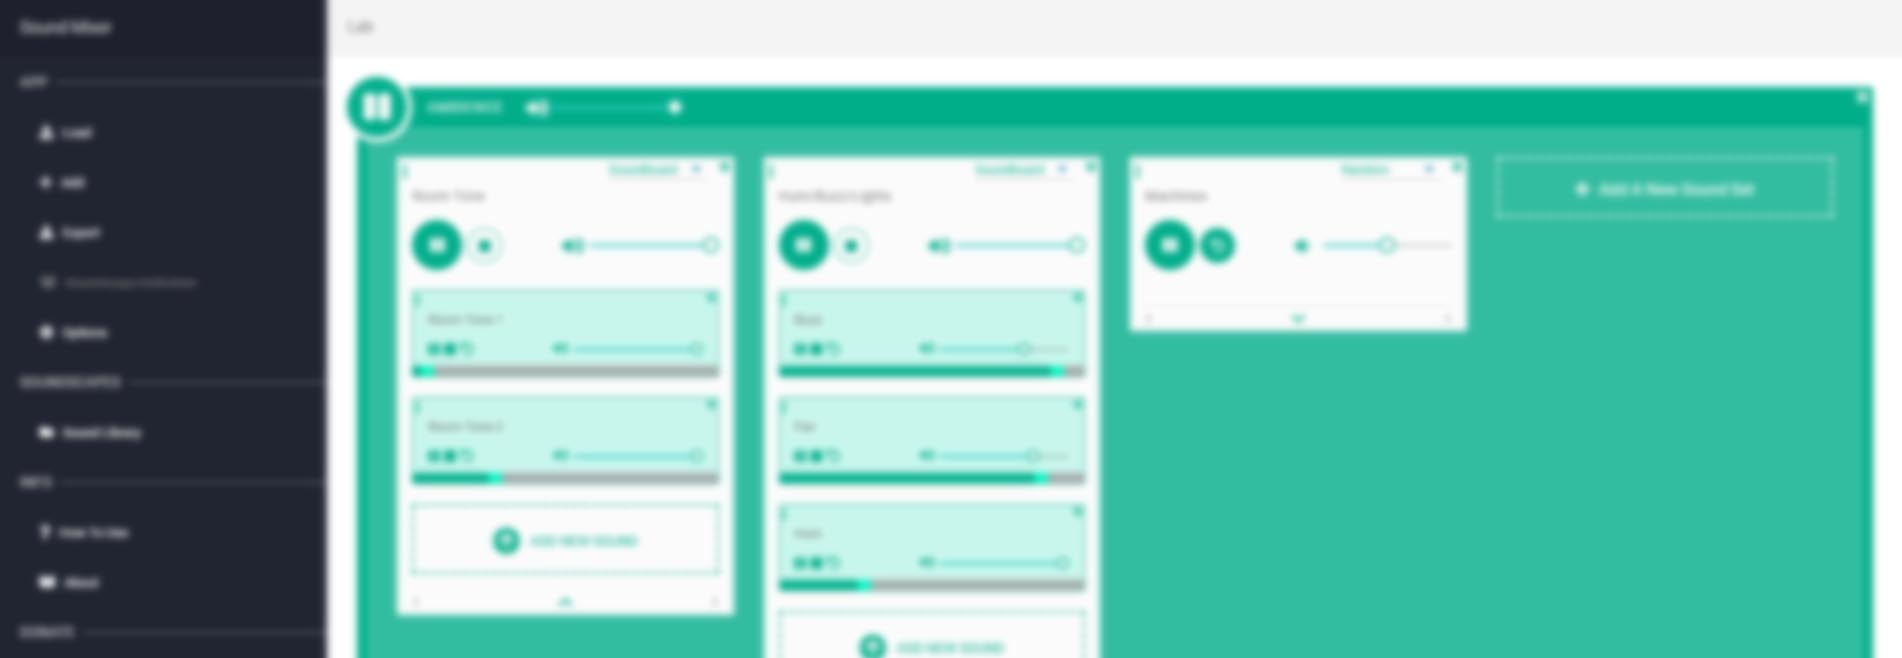 Sound Mixer
Lab
APP
AMBIENCE
Load
SoundBoard
SoundBoard
Random
Add
Room Tone
Hum/Buzz/Lights
Machines
Add A New Sound Set
Export
Options
Room Tone 1
Buzz
SOUNDSCAPES
Sound Library
Room Tone 2
Fan
INFO
How To Use
ADD NEW SOUND
Hum
About
DONATE
ADD NEW SOUND